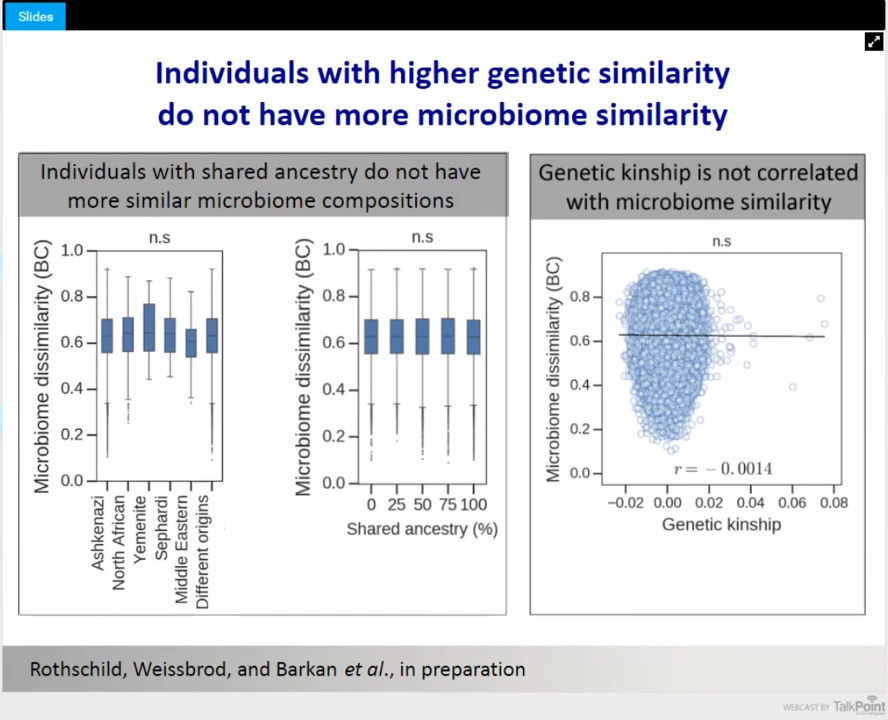 Slides
Individuals with higher genetic similarity
do not have more microbiome similarity
Individuals with shared ancestry do not have
more similar microbiome compositions
n.s
Microbiome dissimilarity (BC)
1.0
0.8
0.6
0.4
0.2
0.0
Ashkenazi
North African
Yemenite
Sephardi
Middle Eastern
Different origins
n.s
Microbiome dissimilarity (BC)
1.0
0.8
0.6
0.4
0.2
0.0
0 25 50 75 100
Shared ancestry (%)
Genetic kinship is not correlated
with microbiome similarity
n.s
Microbiome dissimilarity (BC)
0.8
0.6
0.4
0.2
0.0
r = −0.0014
−0.02 0.00 0.02 0.04 0.06 0.08
Genetic kinship
Rothschild, Weissbrod, and Barkan et al., in preparation
WEBCAST BY TalkPoint